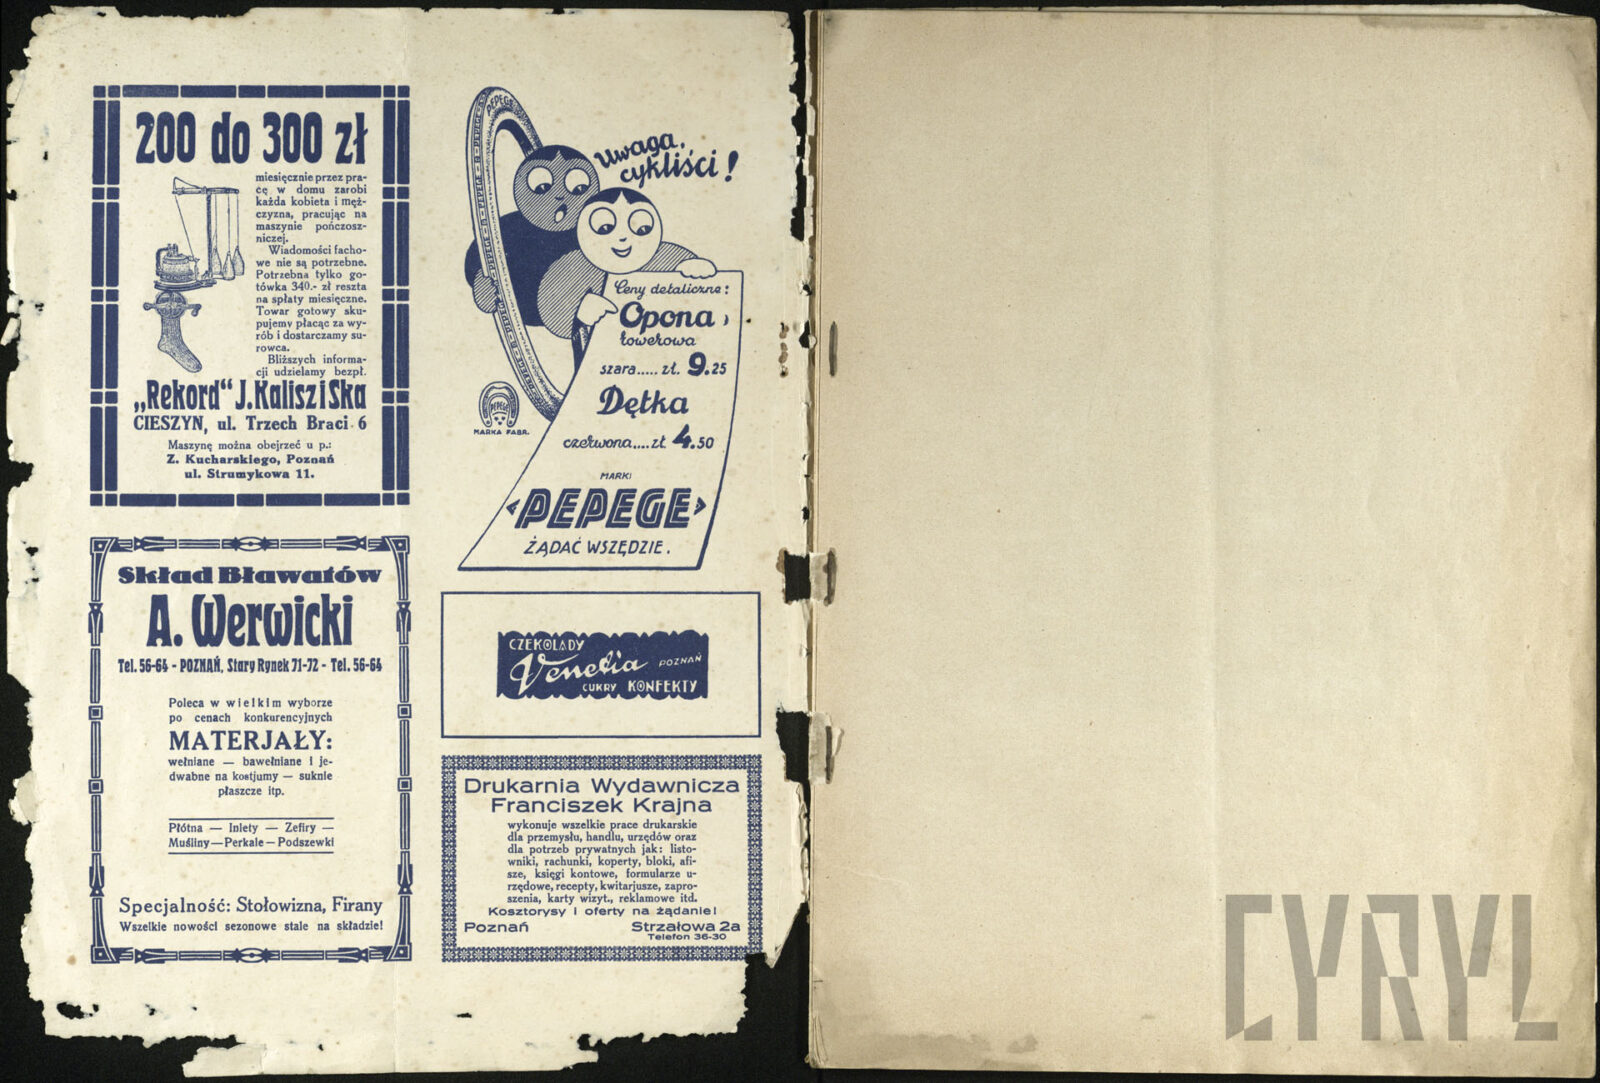 200 do 300 zł
miesięcznie przez pra-
cę w domu zarobi
każda kobieta i męż-
czyzna, pracując na
maszynie pończosz-
niczej.
Wiadomości facho-
we nie są potrzebne.
Potrzebna tylko go-
tówka 340.- zł reszta
na spłaty miesięczne.
Towar gotowy sku-
pujemy płacąc za wy-
rób i dostarczamy su-
rowca.
Bliższych informa-
cji udzielamy bezpł.
„Rekord" J. Kalisz i Ska
CIESZYN, ul. Trzech Braci 6
Maszynę można obejrzeć u p.:
Z. Kucharskiego, Poznań
ul. Strumykowa 11.
Skład Bławatów
A. Werwicki
Tel. 56-64 - POZNAŃ, Stary Rynek 71-72 - Tel. 56-64
Poleca w wielkim wyborze
po cenach konkurencyjnych
MATERJAŁY:
wełniane — bawełniane i je-
dwabne na kostjumy — suknie
płaszcze itp.
Płótna — Inlety — Zefiry —
Muśliny — Perkale — Podszewki
Specjalność: Stołowizna, Firany
Wszelkie nowości sezonowe stale na składzie!
PEPEGE PEPEGE PEPEGE PEPEGE PEPEGE PEPEGE
Uwaga,
cykliści!
Ceny detaliczne:
Opona,
rowerowa
szara..... zł. 9.25
Dętka
czerwona.... zł. 4.50
PEPEGE
MARKA FABR.
MARKI
«PEPEGE»
ŻĄDAĆ WSZĘDZIE.
CZEKOLADY
Venetia POZNAŃ
CUKRY KONFEKTY
Drukarnia Wydawnicza
Franciszek Krajna
wykonuje wszelkie prace drukarskie
dla przemysłu, handlu, urzędów oraz
dla potrzeb prywatnych jak: listo-
wniki, rachunki, koperty, bloki, afi-
sze, księgi kontowe, formularze u-
rzędowe, recepty, kwitarjusze, zapro-
szenia, karty wizyt., reklamowe itd.
Kosztorysy i oferty na żądanie!
Poznań Strzałowa 2a
Telefon 36-30
CYRYL